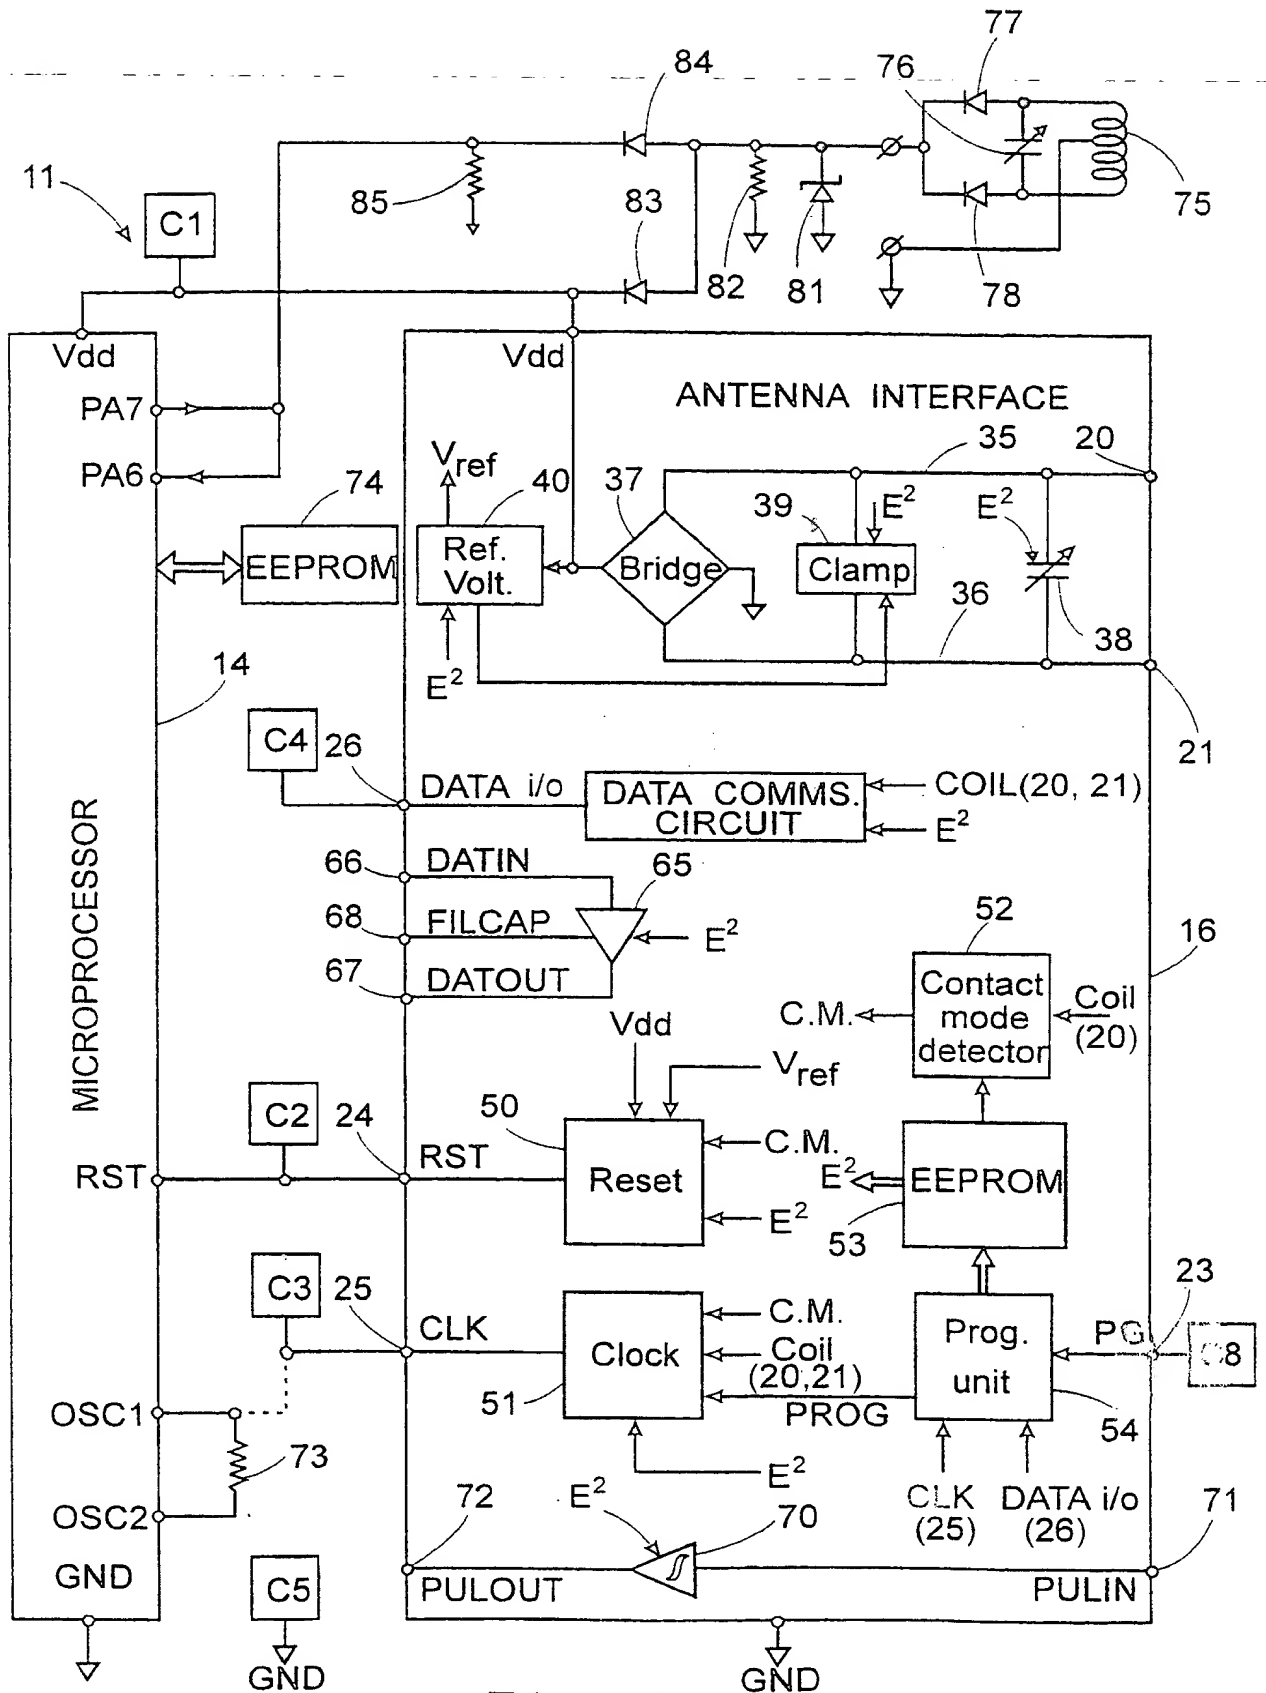 77
76
84
11
C1
85
83
82
81
78
75
Vdd
Vdd
PA7
PA6
ANTENNA INTERFACE
Vref
74
40
37
39
E²
35
20
E²
EEPROM
Ref.
Volt.
Bridge
Clamp
36
38
E²
14
21
C4
26
DATA i/o
DATA COMMS.
CIRCUIT
COIL(20, 21)
E²
66
DATIN
65
68
FILCAP
E²
67
DATOUT
52
16
MICROPROCESSOR
Vdd
C.M.
Contact
mode
detector
Coil
(20)
Vref
C2
24
50
RST
RST
Reset
C.M.
E²
E²
EEPROM
53
C3
25
CLK
Clock
51
C.M.
Coil
(20,21)
PROG
E²
Prog.
unit
PG
23
8
54
OSC1
73
OSC2
CLK
(25)
DATA i/o
(26)
71
72
E²
70
GND
C5
PULOUT
PULIN
GND
GND